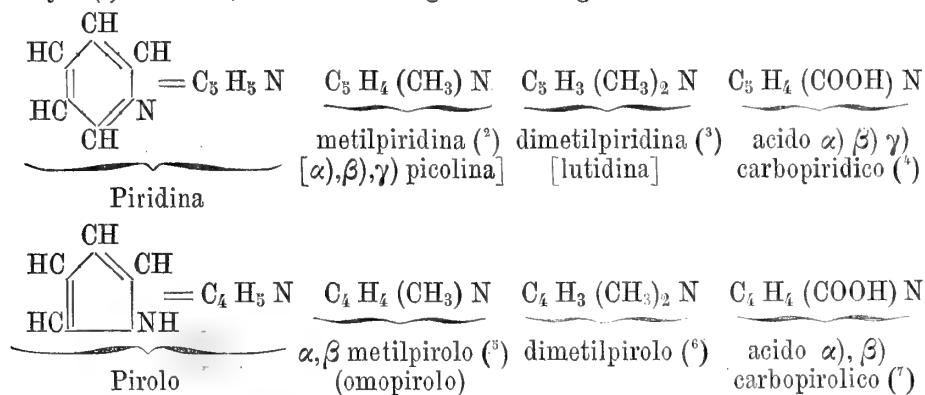 CH
HC CH
HC N
CH
= C₅ H₅ N C₅ H₄ (CH₃) N C₅ H₃ (CH₃)₂ N C₅ H₄ (COOH) N
metilpiridina (²) dimetilpiridina (³) acido α) β) γ)
[α),β),γ) picolina] [lutidina] carbopiridico (⁴)
Piridina
CH
HC CH
HC NH
= C₄ H₅ N C₄ H₄ (CH₃) N C₄ H₃ (CH₃)₂ N C₄ H₄ (COOH) N
α,β metilpirolo (⁵) dimetilpirolo (⁶) acido α), β)
Pirolo (omopirolo) carbopirolico (⁷)